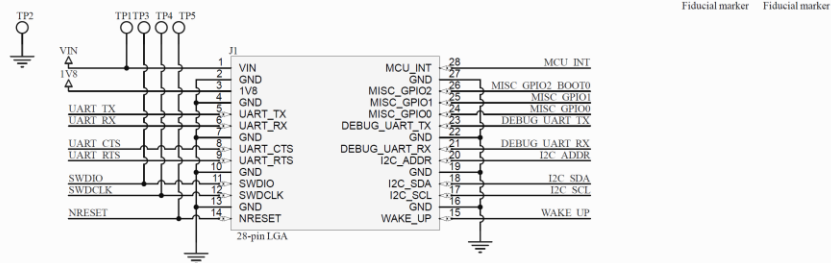 Fiducial marker Fiducial marker
TP2 TP1 TP3 TP4 TP5
VIN
1V8
J1
1 VIN MCU_INT 28 MCU_INT
2 GND GND 27
3 1V8 MISC_GPIO2 26 MISC_GPIO2_BOOT0
4 GND MISC_GPIO1 25 MISC_GPIO1
UART_TX 5 UART_TX MISC_GPIO0 24 MISC_GPIO0
UART_RX 6 UART_RX DEBUG_UART_TX 23 DEBUG_UART_TX
7 GND GND 22
UART_CTS 8 UART_CTS DEBUG_UART_RX 21 DEBUG_UART_RX
UART_RTS 9 UART_RTS I2C_ADDR 20 I2C_ADDR
10 GND GND 19
SWDIO 11 SWDIO I2C_SDA 18 I2C_SDA
SWDCLK 12 SWDCLK I2C_SCL 17 I2C_SCL
13 GND GND 16
NRESET 14 NRESET WAKE_UP 15 WAKE_UP
28-pin LGA